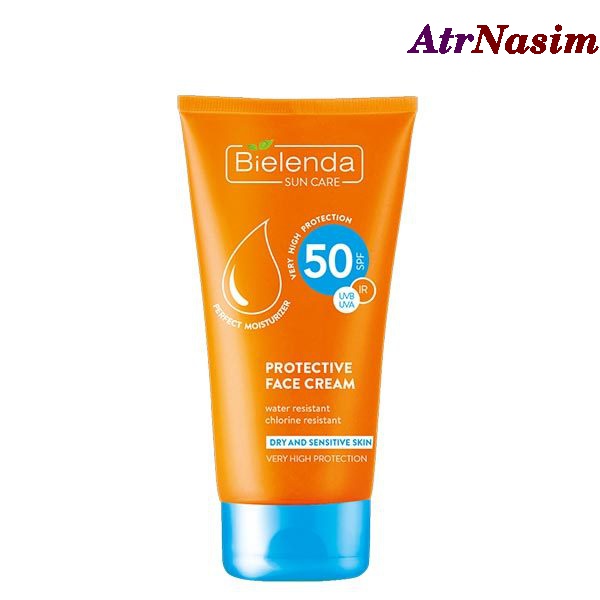 AtrNasim
Bielenda
SUN CARE
VERY HIGH PROTECTION
50 SPF
UVB
UVA
IR
PERFECT MOISTURIZER
PROTECTIVE
FACE CREAM
water resistant
chlorine resistant
DRY AND SENSITIVE SKIN
VERY HIGH PROTECTION